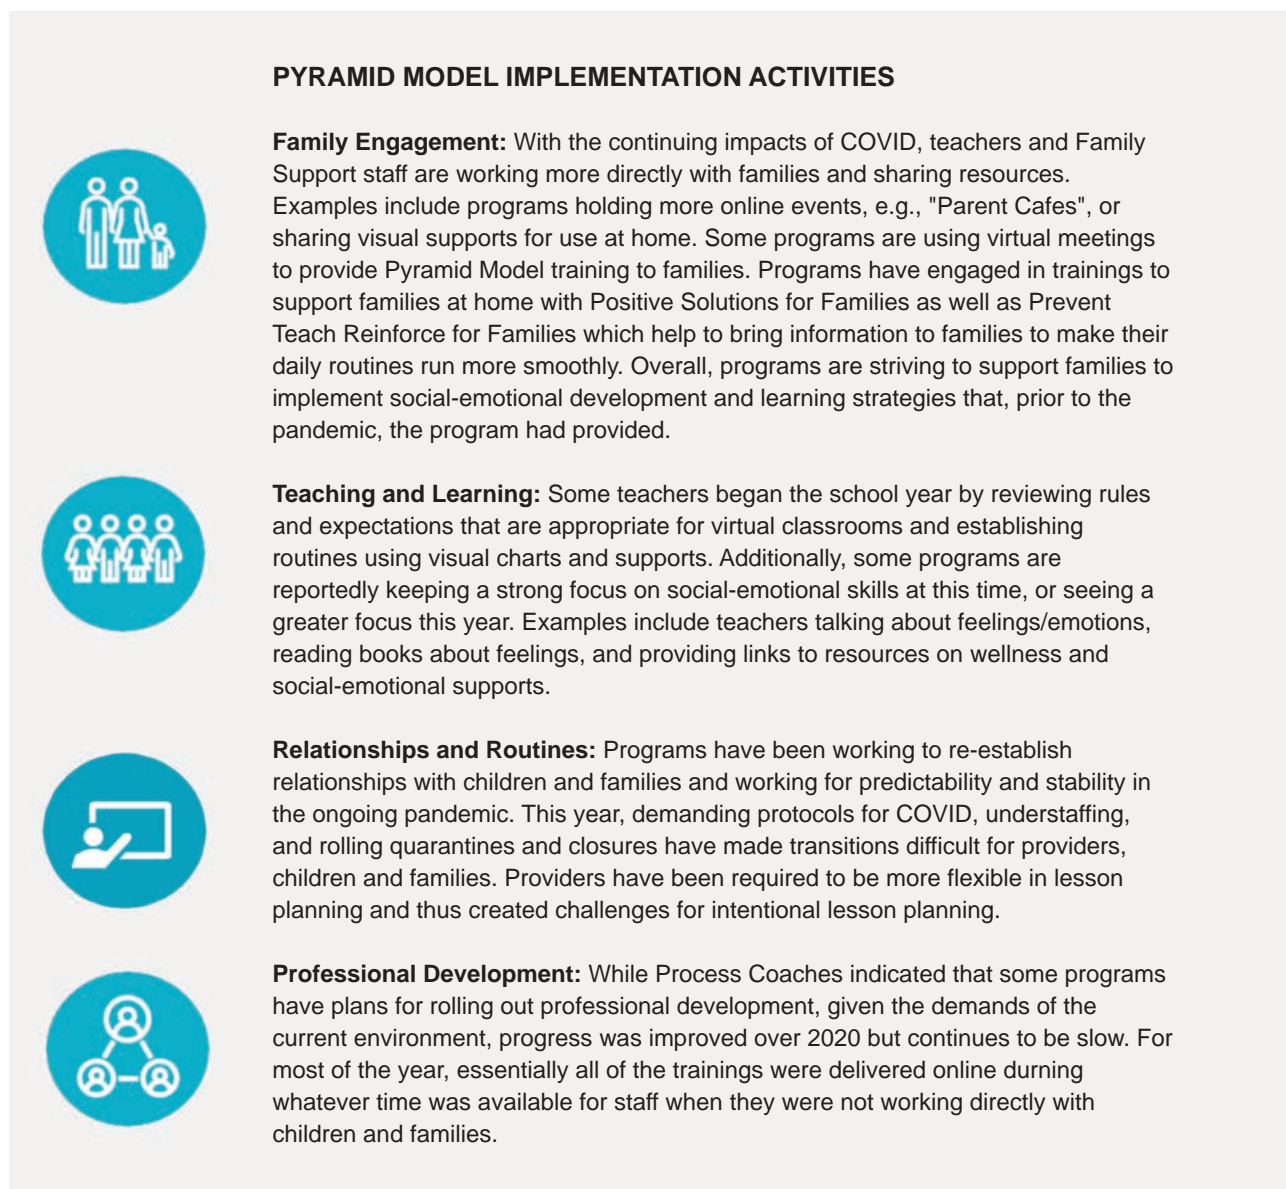 PYRAMID MODEL IMPLEMENTATION ACTIVITIES
Family Engagement: With the continuing impacts of COVID, teachers and Family
Support staff are working more directly with families and sharing resources.
Examples include programs holding more online events, e.g., "Parent Cafes", or
sharing visual supports for use at home. Some programs are using virtual meetings
to provide Pyramid Model training to families. Programs have engaged in trainings to
support families at home with Positive Solutions for Families as well as Prevent
Teach Reinforce for Families which help to bring information to families to make their
daily routines run more smoothly. Overall, programs are striving to support families to
implement social-emotional development and learning strategies that, prior to the
pandemic, the program had provided.
Teaching and Learning: Some teachers began the school year by reviewing rules
and expectations that are appropriate for virtual classrooms and establishing
routines using visual charts and supports. Additionally, some programs are
reportedly keeping a strong focus on social-emotional skills at this time, or seeing a
greater focus this year. Examples include teachers talking about feelings/emotions,
reading books about feelings, and providing links to resources on wellness and
social-emotional supports.
Relationships and Routines: Programs have been working to re-establish
relationships with children and families and working for predictability and stability in
the ongoing pandemic. This year, demanding protocols for COVID, understaffing,
and rolling quarantines and closures have made transitions difficult for providers,
children and families. Providers have been required to be more flexible in lesson
planning and thus created challenges for intentional lesson planning.
Professional Development: While Process Coaches indicated that some programs
have plans for rolling out professional development, given the demands of the
current environment, progress was improved over 2020 but continues to be slow. For
most of the year, essentially all of the trainings were delivered online durning
whatever time was available for staff when they were not working directly with
children and families.